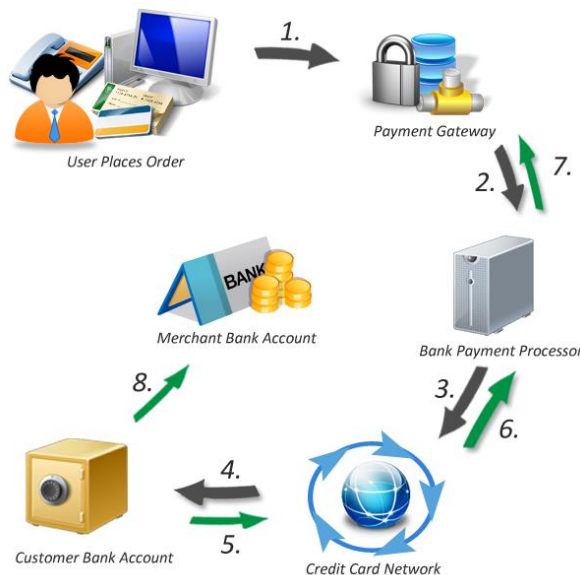 1.
User Places Order
Payment Gateway
2.
7.
BANK
Merchant Bank Account
Bank Payment Processor
8.
3.
6.
4.
5.
Customer Bank Account
Credit Card Network